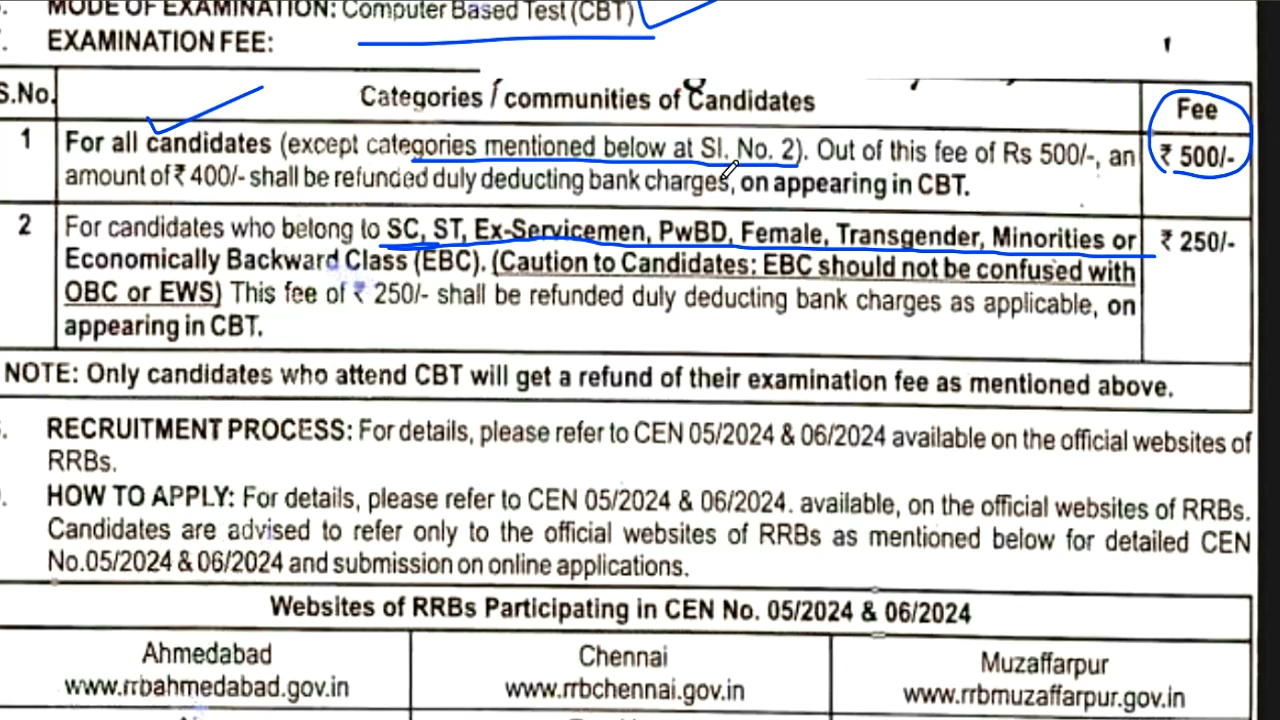 MODE OF EXAMINATION: Computer Based Test (CBT)
EXAMINATION FEE:
S.No. Categories / communities of Candidates Fee
1 For all candidates (except categories mentioned below at Sl. No. 2). Out of this fee of Rs 500/-, an ₹ 500/-
amount of ₹ 400/- shall be refunded duly deducting bank charges, on appearing in CBT.
2 For candidates who belong to SC, ST, Ex-Servicemen, PwBD, Female, Transgender, Minorities or ₹ 250/-
Economically Backward Class (EBC). (Caution to Candidates: EBC should not be confused with
OBC or EWS) This fee of ₹ 250/- shall be refunded duly deducting bank charges as applicable, on
appearing in CBT.
NOTE: Only candidates who attend CBT will get a refund of their examination fee as mentioned above.
RECRUITMENT PROCESS: For details, please refer to CEN 05/2024 & 06/2024 available on the official websites of
RRBs.
HOW TO APPLY: For details, please refer to CEN 05/2024 & 06/2024. available, on the official websites of RRBs.
Candidates are advised to refer only to the official websites of RRBs as mentioned below for detailed CEN
No.05/2024 & 06/2024 and submission on online applications.
Websites of RRBs Participating in CEN No. 05/2024 & 06/2024
Ahmedabad Chennai Muzaffarpur
www.rrbahmedabad.gov.in www.rrbchennai.gov.in www.rrbmuzaffarpur.gov.in